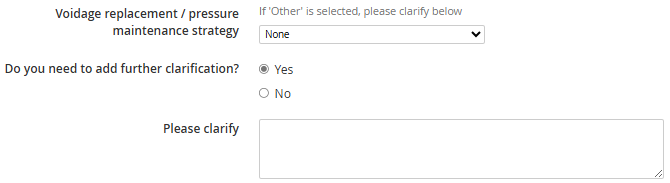 Voidage replacement / pressure
maintenance strategy
If 'Other' is selected, please clarify below
None
Do you need to add further clarification?
Yes
No
Please clarify